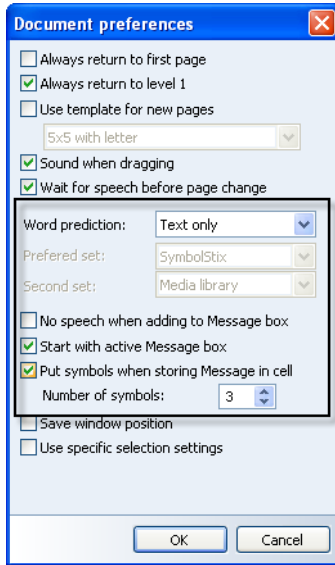 Document preferences
Always return to first page
Always return to level 1
Use template for new pages
5x5 with letter
Sound when dragging
Wait for speech before page change
Word prediction: Text only
Prefered set: SymbolStix
Second set: Media library
No speech when adding to Message box
Start with active Message box
Put symbols when storing Message in cell
Number of symbols: 3
Save window position
Use specific selection settings
OK Cancel